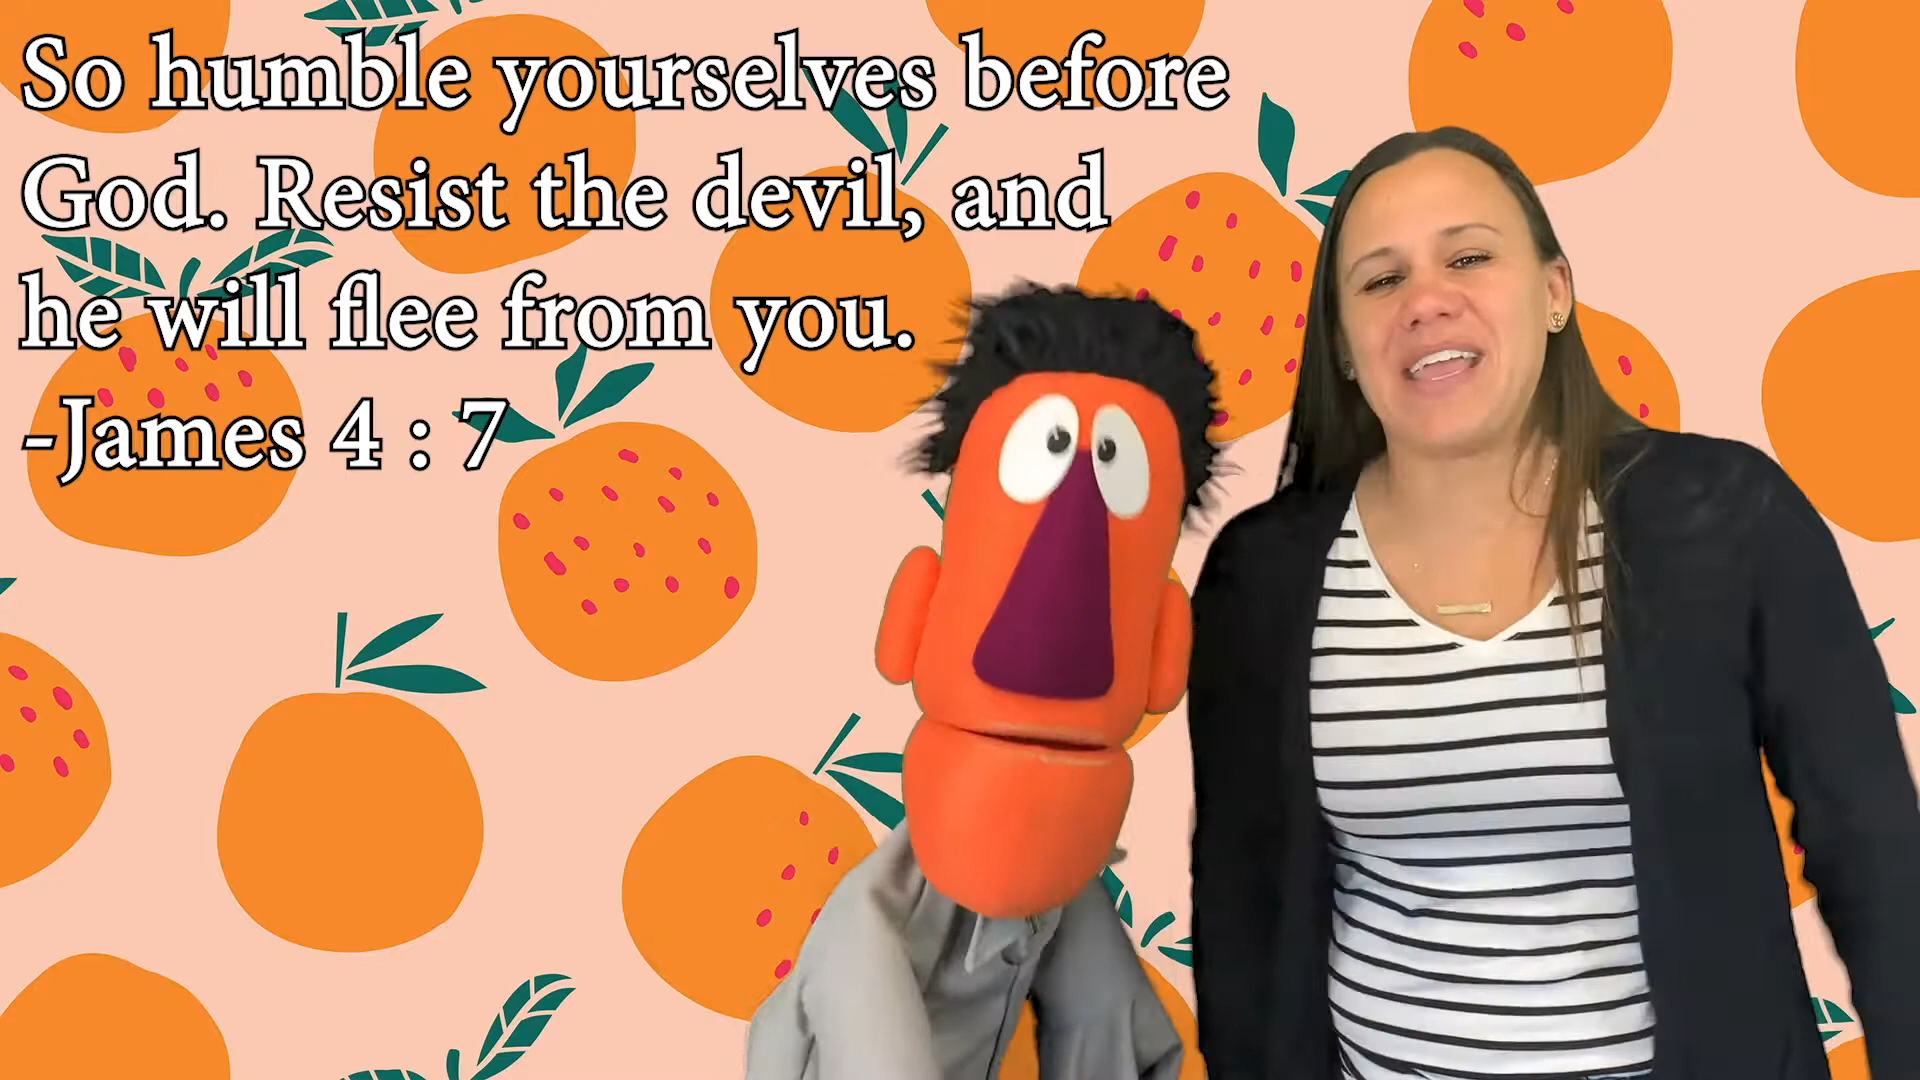 So humble yourselves before
God. Resist the devil, and
he will flee from you.
-James 4 : 7